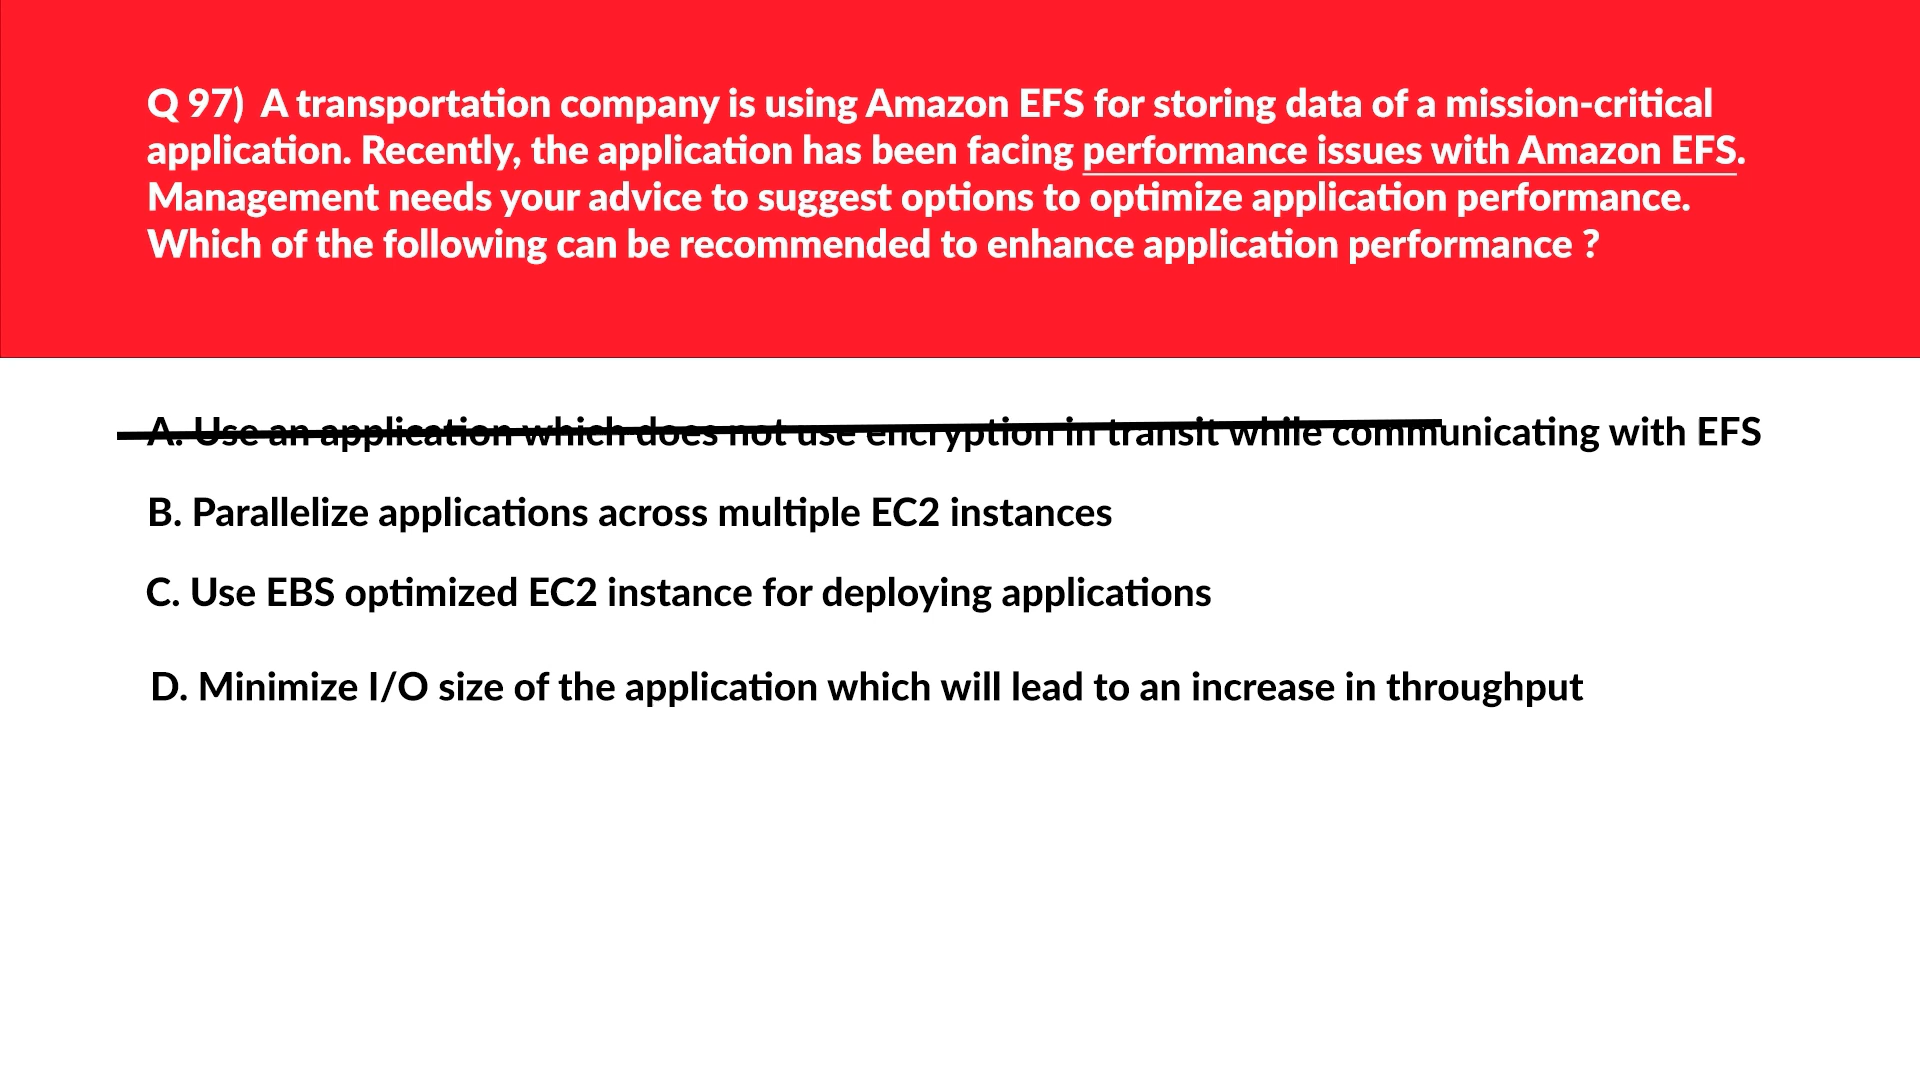 Q 97) A transportation company is using Amazon EFS for storing data of a mission-critical
application. Recently, the application has been facing performance issues with Amazon EFS.
Management needs your advice to suggest options to optimize application performance.
Which of the following can be recommended to enhance application performance ?
A. Use an application which does not use encryption in transit while communicating with EFS
B. Parallelize applications across multiple EC2 instances
C. Use EBS optimized EC2 instance for deploying applications
D. Minimize I/O size of the application which will lead to an increase in throughput